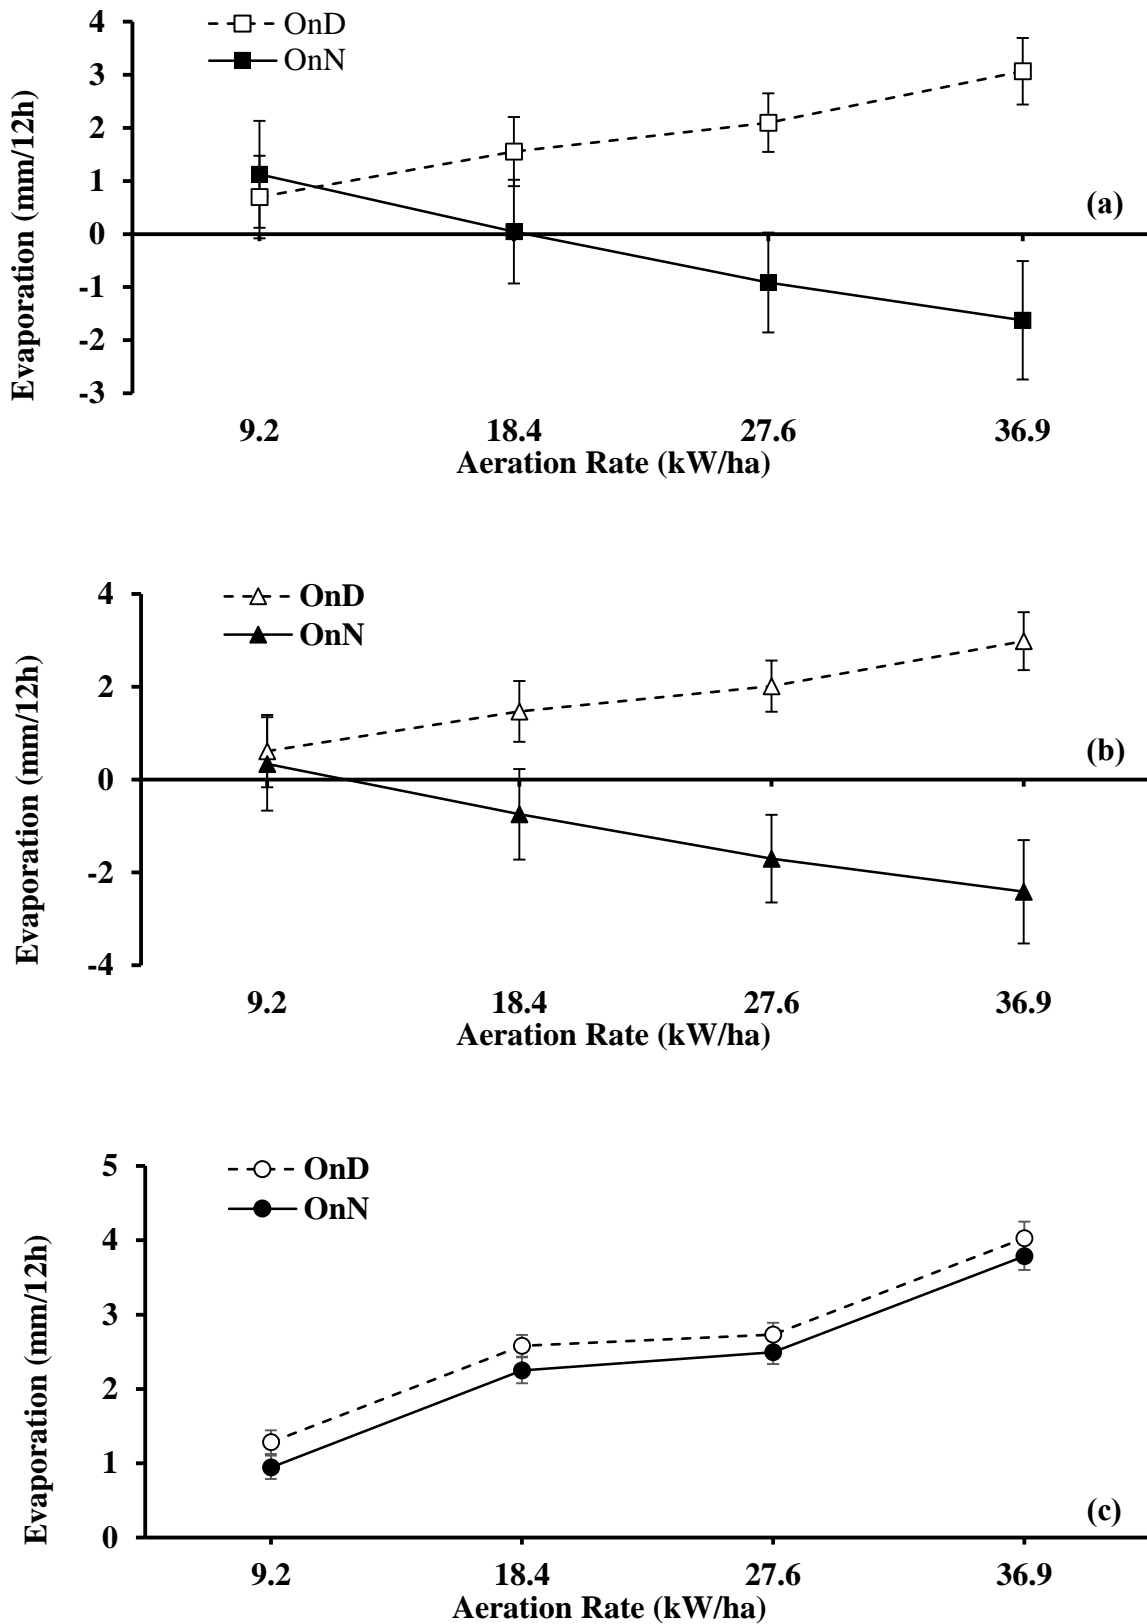 OnD
OnN
4
3
2
1
0
-1
-2
-3
Evaporation (mm/12h)
(a)
9.2 18.4 27.6 36.9
Aeration Rate (kW/ha)
OnD
OnN
4
2
0
-2
-4
Evaporation (mm/12h)
(b)
9.2 18.4 27.6 36.9
Aeration Rate (kW/ha)
OnD
OnN
5
4
3
2
1
0
Evaporation (mm/12h)
(c)
9.2 18.4 27.6 36.9
Aeration Rate (kW/ha)